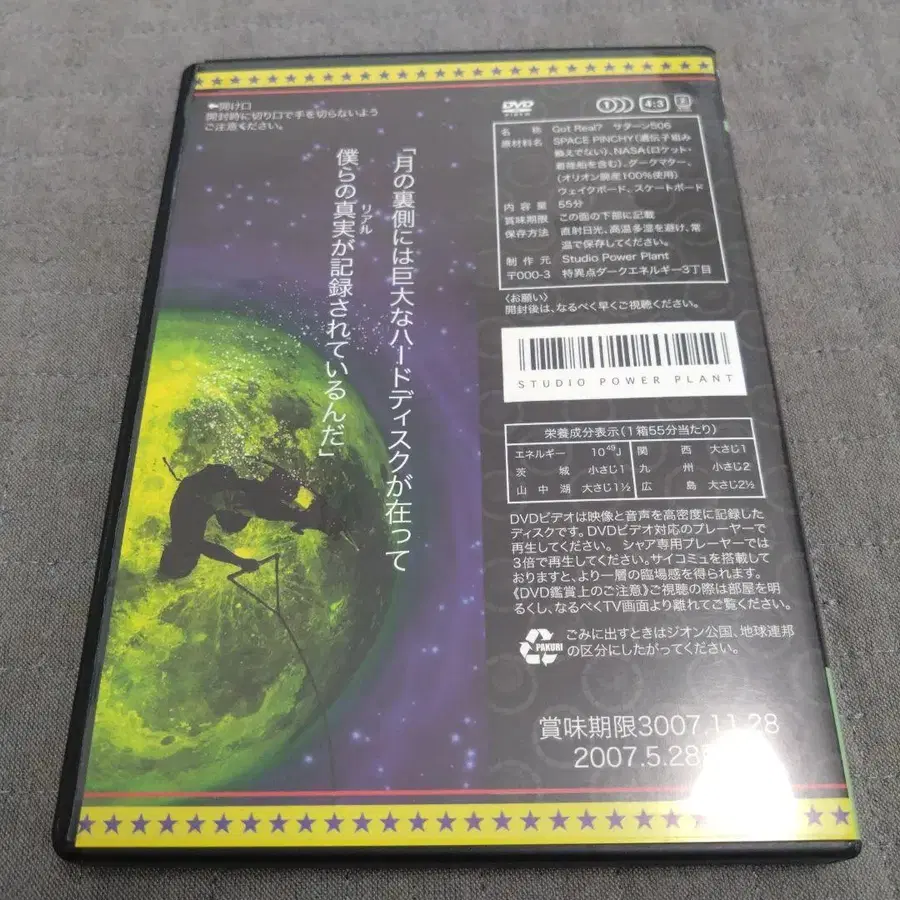 開け口
開封時に切り口で手を切らないよう
ご注意ください。
「月の裏側には巨大なハードディスクが在って
僕らの真実が記録されているんだ」
リアル
DVD
VIDEO
4:3
2
名 称 Got Real? サターン506
原材料名 SPACE PINCHY(遺伝子組み
換えでない)、NASA(ロケット・
着陸船を含む)、ダークマター、
(オリオン腕産100%使用)
ウェイクボード、スケートボード
内 容 量 55分
賞味期限 この面の下部に記載
保存方法 直射日光、高温多湿を避け、常
温で保存してください。
制 作 元 Studio Power Plant
〒000-3 特異点ダークエネルギー3丁目
〈お願い〉
開封後は、なるべく早くご視聴ください。
STUDIO POWER PLANT
栄養成分表示(1箱55分当たり)
エネルギー 10⁴⁹J 関 西 大さじ1
茨 城 小さじ1 九 州 小さじ2
山 中 湖 大さじ1½ 広 島 大さじ2½
DVDビデオは映像と音声を高密度に記録した
ディスクです。DVDビデオ対応のプレーヤーで
再生してください。 シャア専用プレーヤーでは
3倍で再生してください。サイコミュを搭載して
おりますと、より一層の臨場感を得られます。
《DVD鑑賞上のご注意》ご視聴の際は部屋を明
るくし、なるべくTV画面より離れてご覧ください。
PAKURI
ごみに出すときはジオン公国、地球連邦
の区分にしたがってください。
賞味期限3007.11.28
2007.5.28